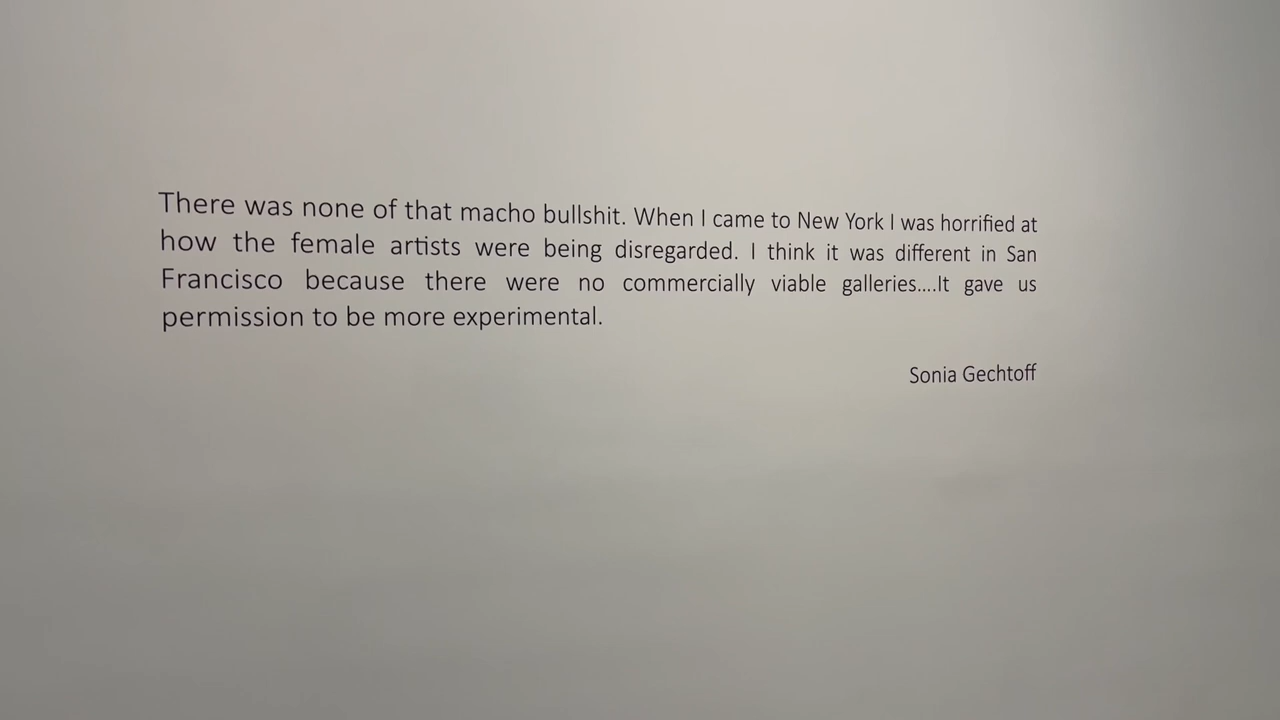 There was none of that macho bullshit. When I came to New York I was horrified at
how the female artists were being disregarded. I think it was different in San
Francisco because there were no commercially viable galleries....It gave us
permission to be more experimental.
Sonia Gechtoff